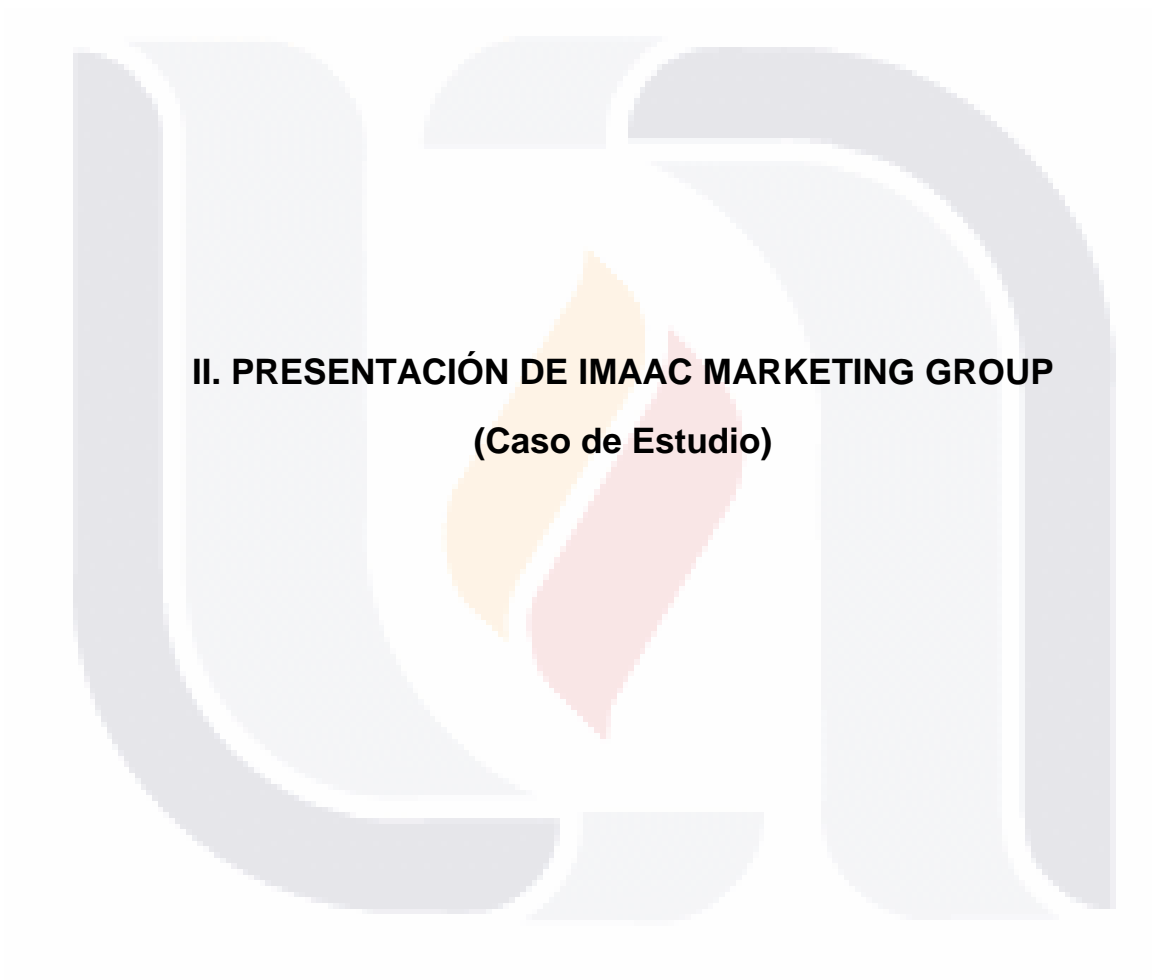 II. PRESENTACIÓN DE IMAAC MARKETING GROUP
(Caso de Estudio)